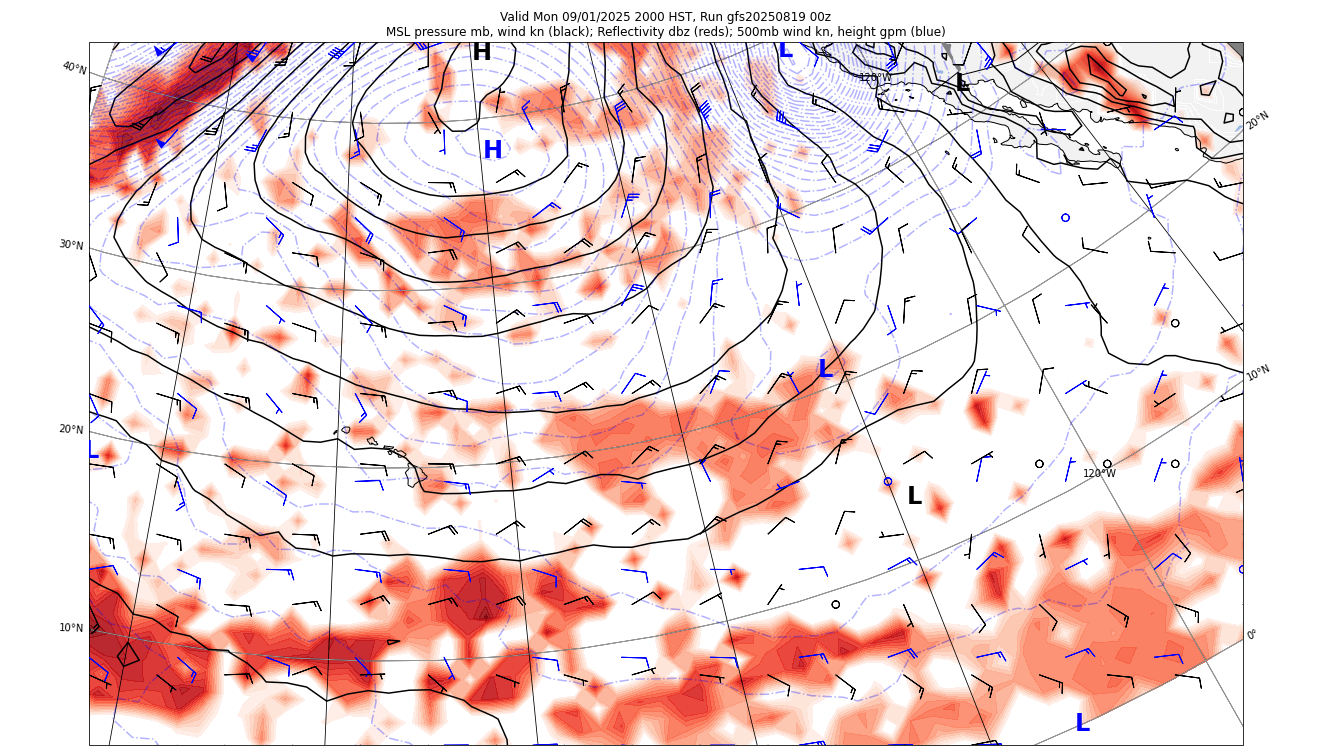 Valid Mon 09/01/2025 2000 HST, Run gfs20250819 00z
MSL pressure mb, wind kn (black); Reflectivity dbz (reds); 500mb wind kn, height gpm (blue)
H
L
40°N
120°W
L
20°N
H
30°N
L
10°N
20°N
L
120°W
L
10°N
0°
L